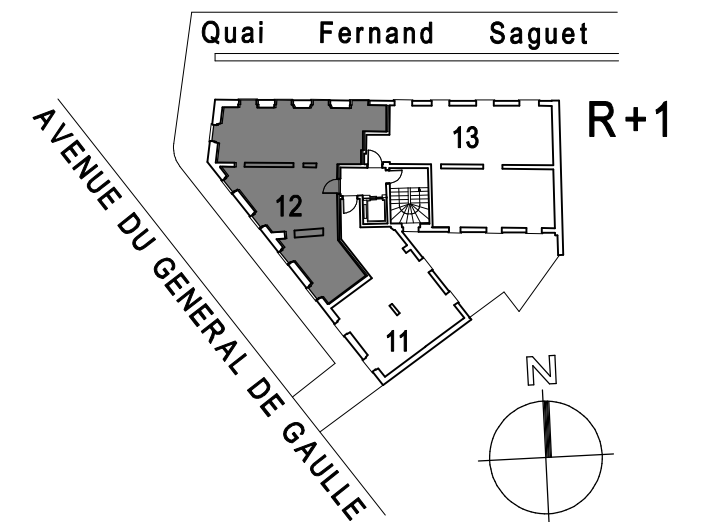 Quai Fernand Saguet
R+1
13
12
11
AVENUE DU GENERAL DE GAULLE
N